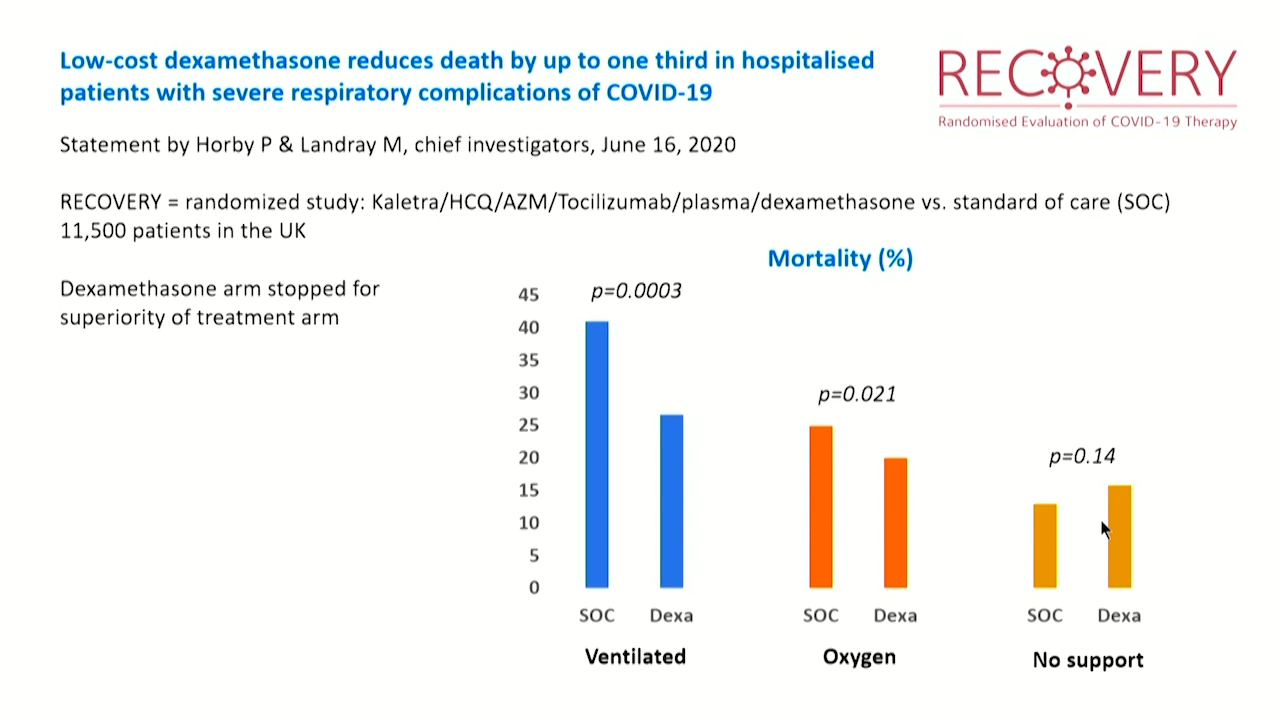 Low-cost dexamethasone reduces death by up to one third in hospitalised
patients with severe respiratory complications of COVID-19
RECOVERY
Randomised Evaluation of COVID-19 Therapy
Statement by Horby P & Landray M, chief investigators, June 16, 2020
RECOVERY = randomized study: Kaletra/HCQ/AZM/Tocilizumab/plasma/dexamethasone vs. standard of care (SOC)
11,500 patients in the UK
Dexamethasone arm stopped for
superiority of treatment arm
Mortality (%)
45
40
35
30
25
20
15
10
5
0
p=0.0003
p=0.021
p=0.14
SOC Dexa SOC Dexa SOC Dexa
Ventilated Oxygen No support